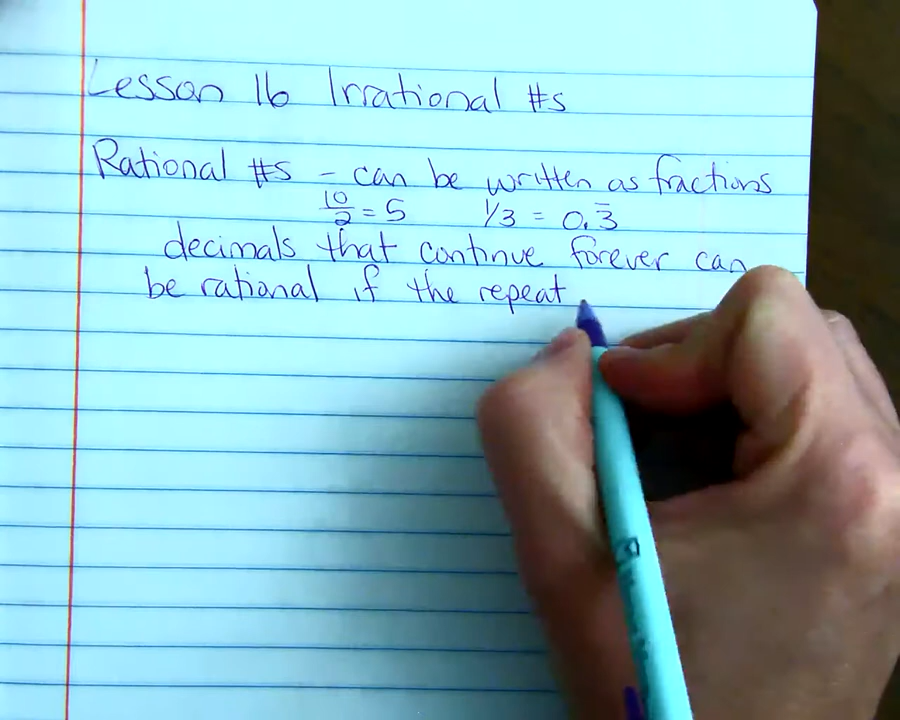 Lesson 16 Irrational #s
Rational #s - can be written as fractions
10/2 = 5 1/3 = 0.3̅
decimals that continue forever can
be rational if the repeat